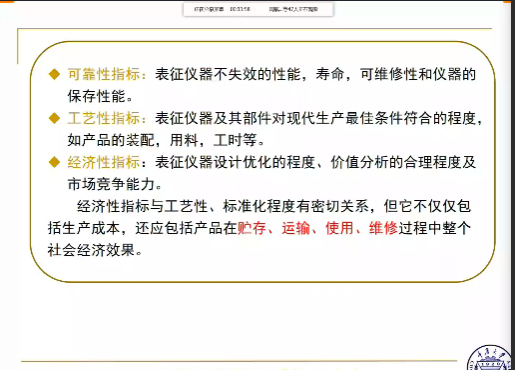 ◆ 可靠性指标：表征仪器不失效的性能，寿命，可维修性和仪器的
保存性能。
◆ 工艺性指标：表征仪器及其部件对现代生产最佳条件符合的程度，
如产品的装配，用料，工时等。
◆ 经济性指标：表征仪器设计优化的程度、价值分析的合理程度及
市场竞争能力。
经济性指标与工艺性、标准化程度有密切关系，但它不仅仅包
括生产成本，还应包括产品在贮存、运输、使用、维修过程中整个
社会经济效果。